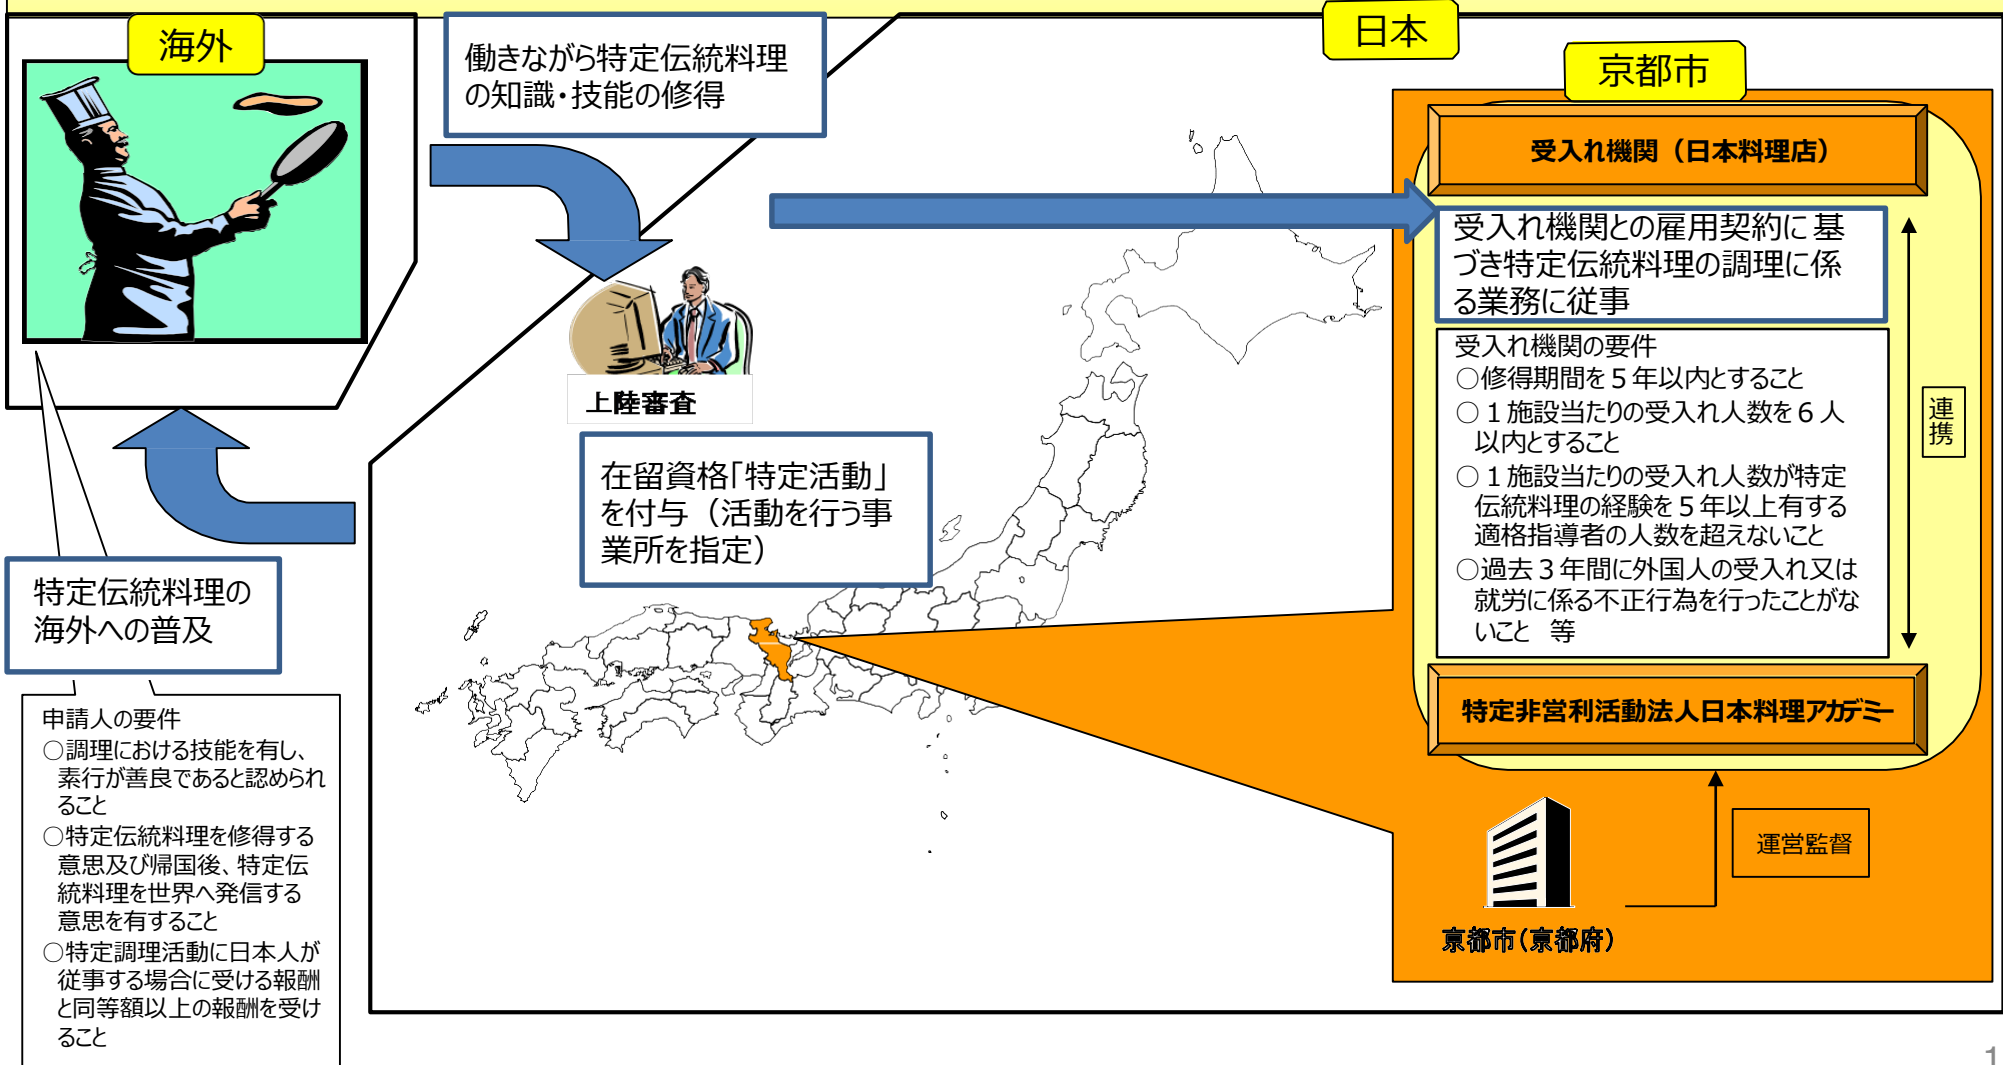 海外
働きながら特定伝統料理
の知識・技能の修得
日本
京都市
受入れ機関（日本料理店）
受入れ機関との雇用契約に基
づき特定伝統料理の調理に係
る業務に従事
受入れ機関の要件
○修得期間を５年以内とすること
○１施設当たりの受入れ人数を６人
以内とすること
○１施設当たりの受入れ人数が特定
伝統料理の経験を５年以上有する
適格指導者の人数を超えないこと
○過去３年間に外国人の受入れ又は
就労に係る不正行為を行ったことがな
いこと　等
連携
特定非営利活動法人日本料理アカデミー
運営監督
京都市（京都府）
上陸審査
在留資格「特定活動」
を付与（活動を行う事
業所を指定）
特定伝統料理の
海外への普及
申請人の要件
○調理における技能を有し、
素行が善良であると認められ
ること
○特定伝統料理を修得する
意思及び帰国後、特定伝
統料理を世界へ発信する
意思を有すること
○特定調理活動に日本人が
従事する場合に受ける報酬
と同等額以上の報酬を受け
ること
1